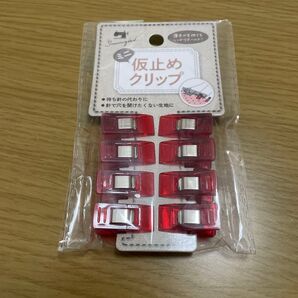 ミニ
仮止め
クリップ
• 待ち針の代わりに
• 針で穴を開けたくない生地に